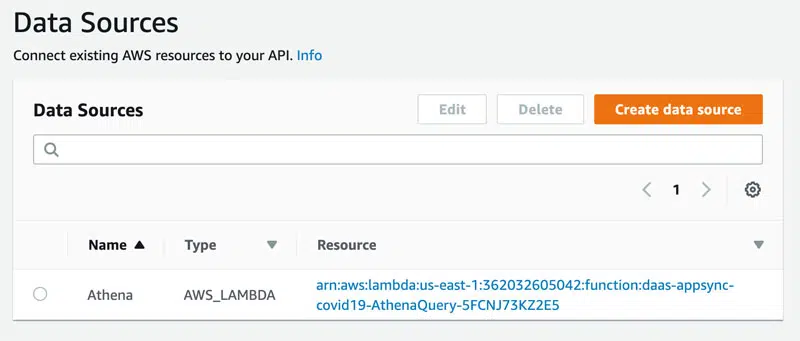 Data Sources
Connect existing AWS resources to your API. Info
Data Sources
Edit
Delete
Create data source
1
Name
Type
Resource
Athena
AWS_LAMBDA
arn:aws:lambda:us-east-1:362032605042:function:daas-appsync-
covid19-AthenaQuery-5FCNJ73KZ2E5